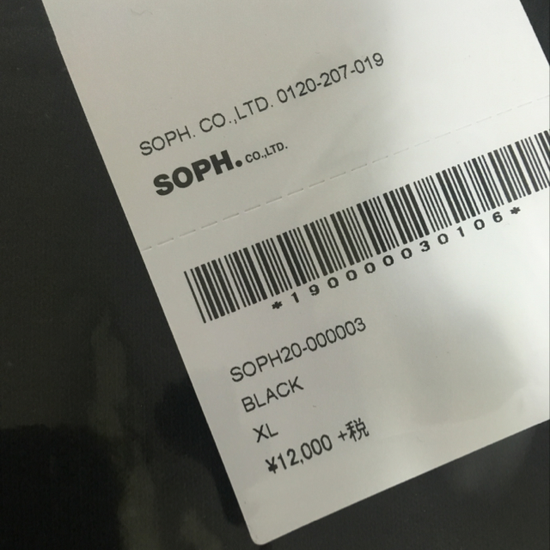 SOPH. CO.,LTD. 0120-207-019
SOPH. CO.,LTD.
*190000030106*
SOPH20-000003
BLACK
XL
¥12,000 +税